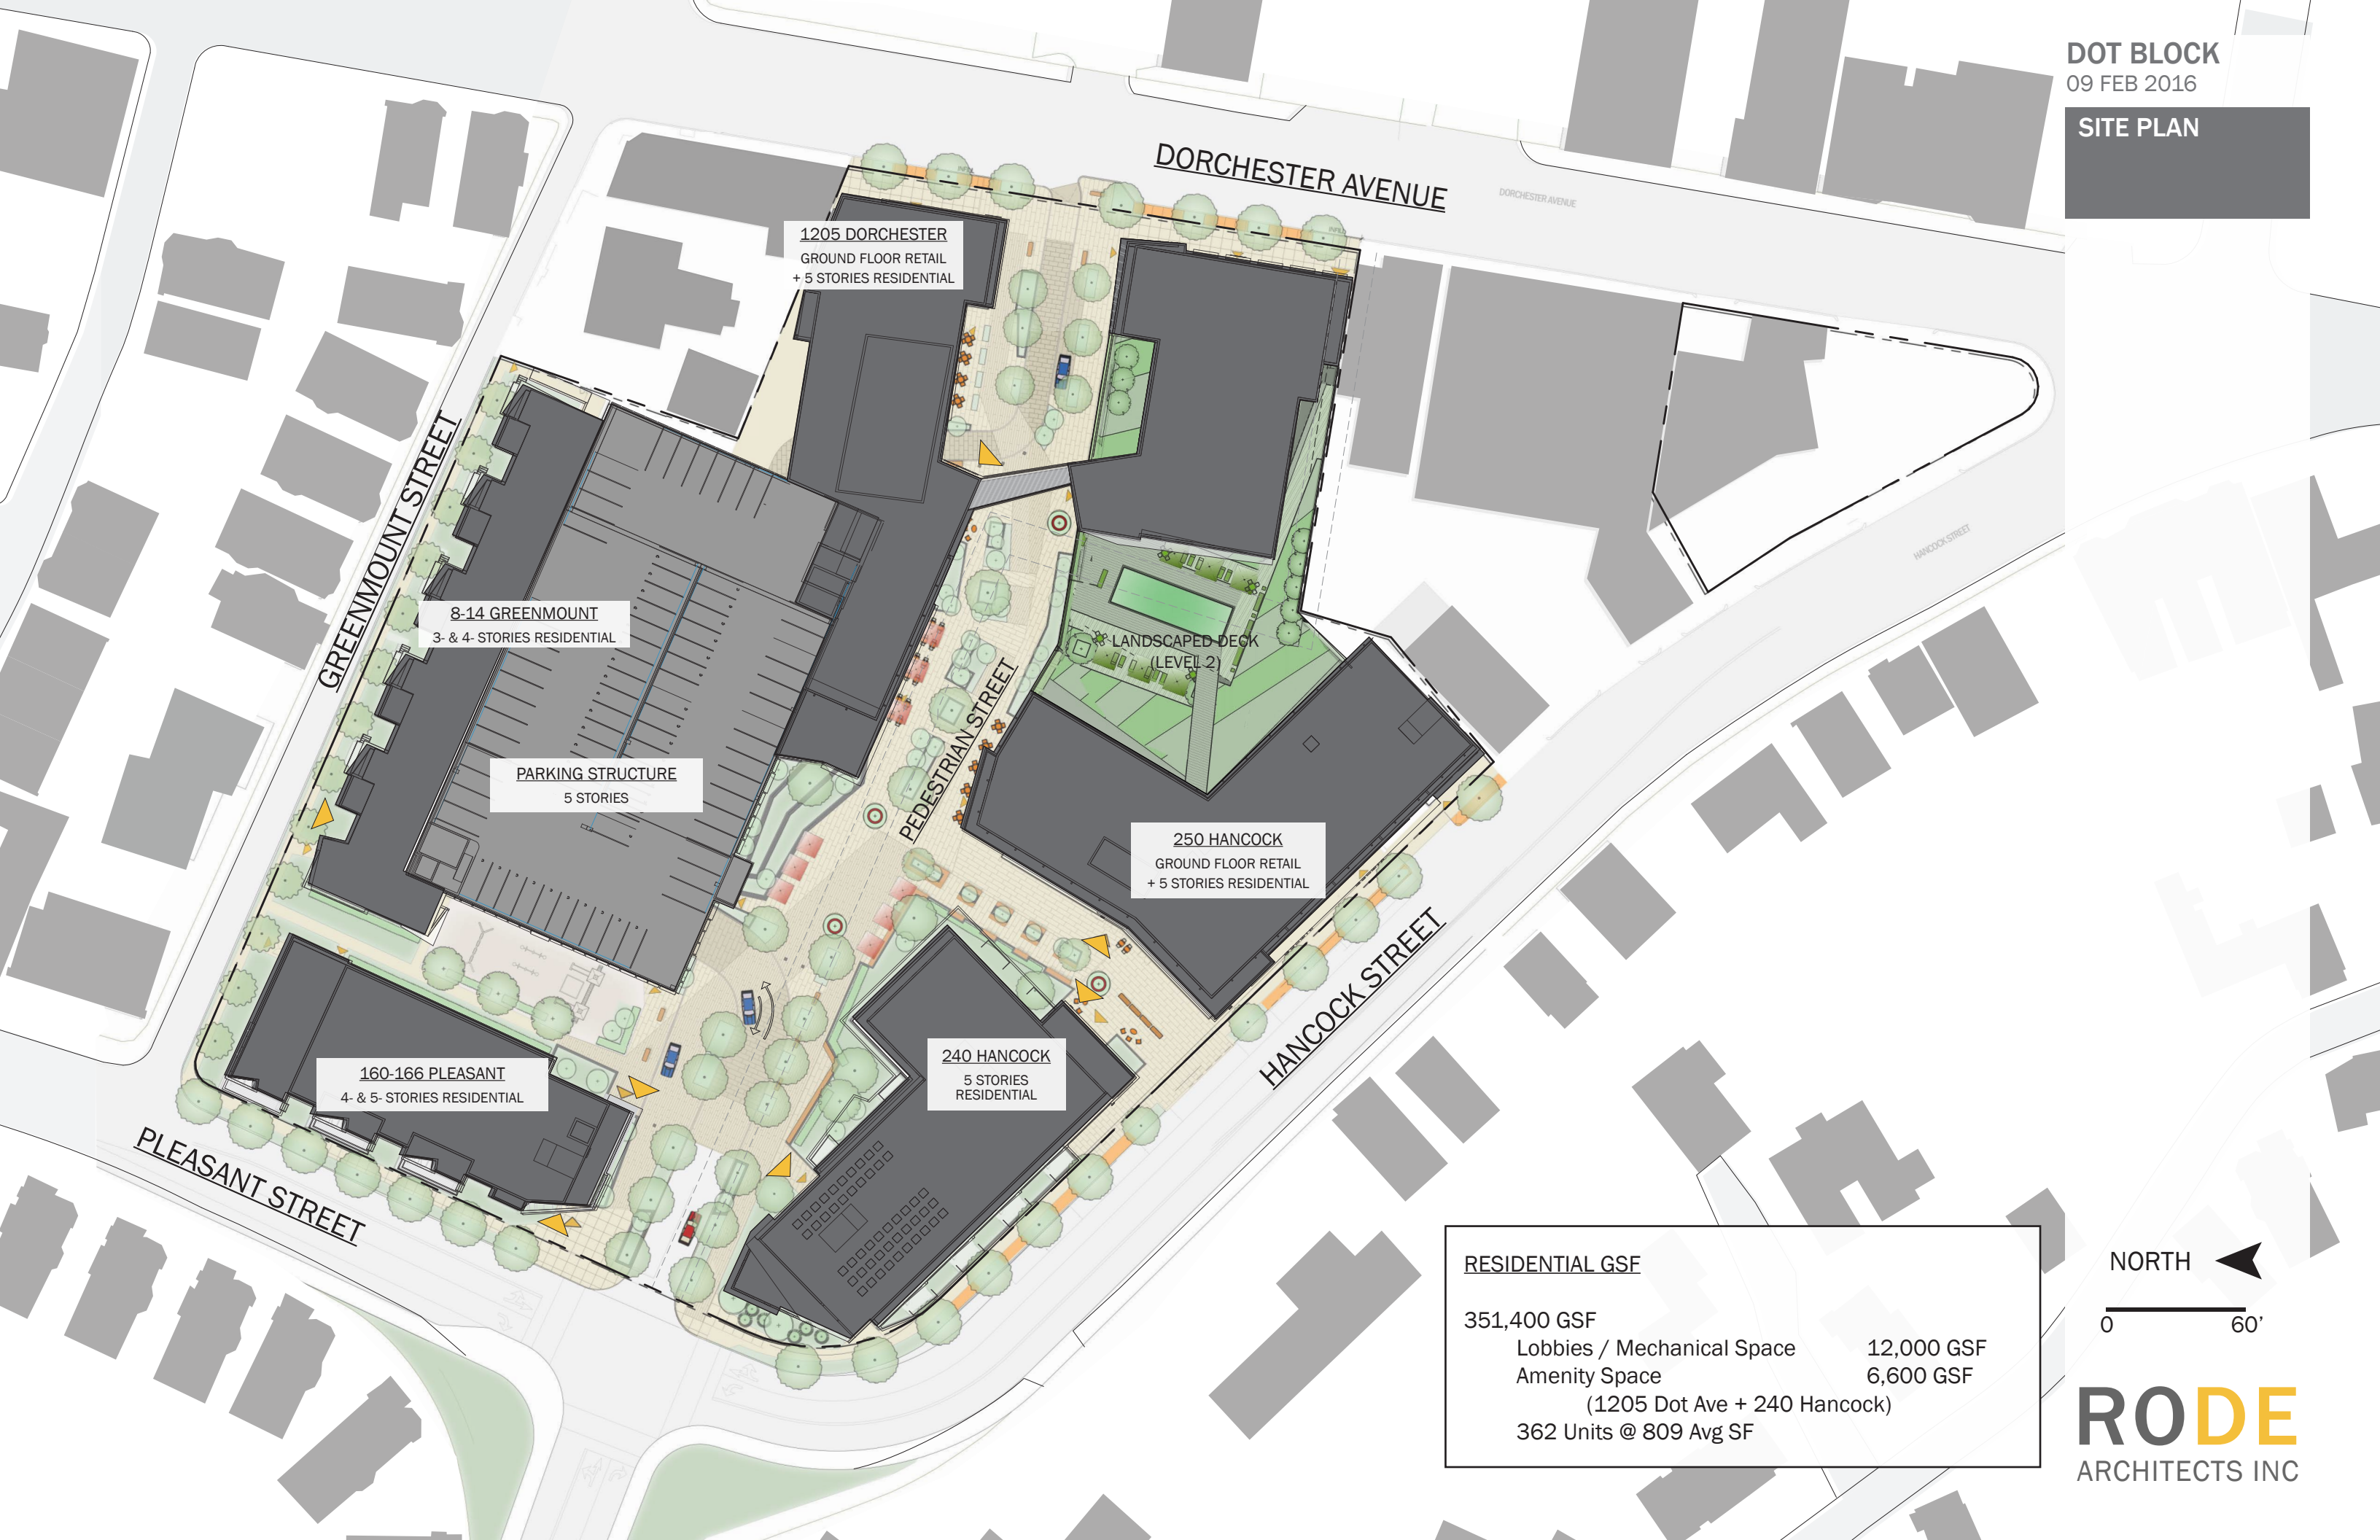 DOT BLOCK
09 FEB 2016
SITE PLAN
DORCHESTER AVENUE
DORCHESTER AVENUE
1205 DORCHESTER
GROUND FLOOR RETAIL
+ 5 STORIES RESIDENTIAL
GREENMOUNT STREET
8-14 GREENMOUNT
3- & 4- STORIES RESIDENTIAL
LANDSCAPED DECK
(LEVEL 2)
HANCOCK STREET
PEDESTRIAN STREET
PARKING STRUCTURE
5 STORIES
250 HANCOCK
GROUND FLOOR RETAIL
+ 5 STORIES RESIDENTIAL
HANCOCK STREET
240 HANCOCK
5 STORIES
RESIDENTIAL
160-166 PLEASANT
4- & 5- STORIES RESIDENTIAL
PLEASANT STREET
RESIDENTIAL GSF
351,400 GSF
Lobbies / Mechanical Space 12,000 GSF
Amenity Space 6,600 GSF
(1205 Dot Ave + 240 Hancock)
362 Units @ 809 Avg SF
NORTH
0 60'
RODE
ARCHITECTS INC